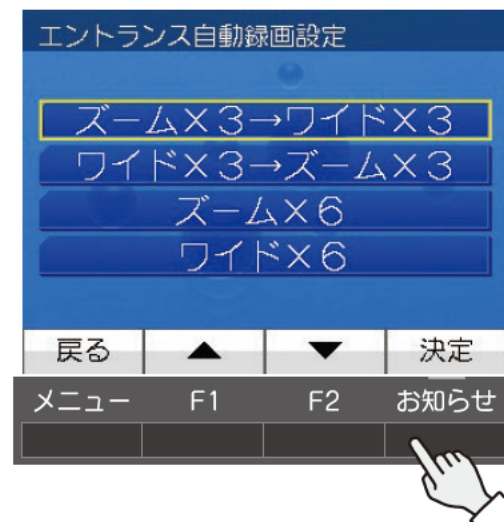 エントランス自動録画設定
ズーム×3→ワイド×3
ワイド×3→ズーム×3
ズーム×6
ワイド×6
戻る ▲ ▼ 決定
メニュー F1 F2 お知らせ